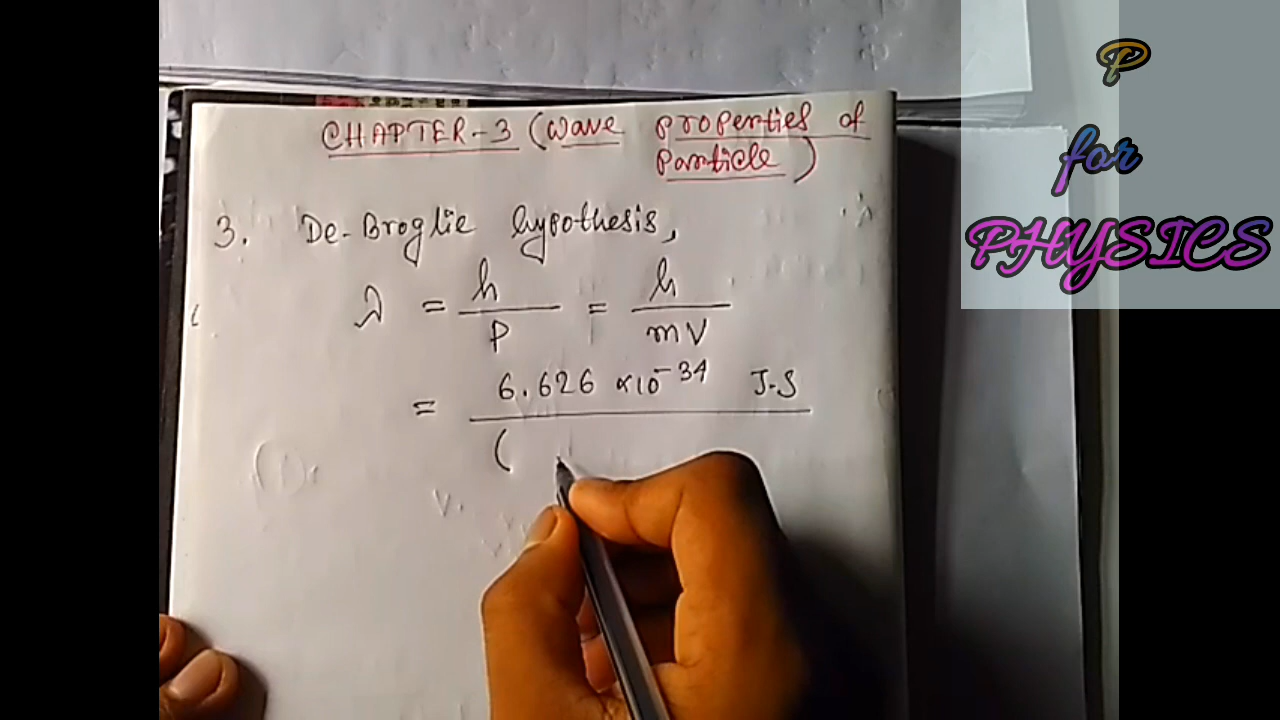 CHAPTER-3 (Wave properties of
Particle)
3. De-Broglie hypothesis,
λ = h/P = h/mV
= 6.626 ×10⁻³⁴ J-S
(
P
for
PHYSICS